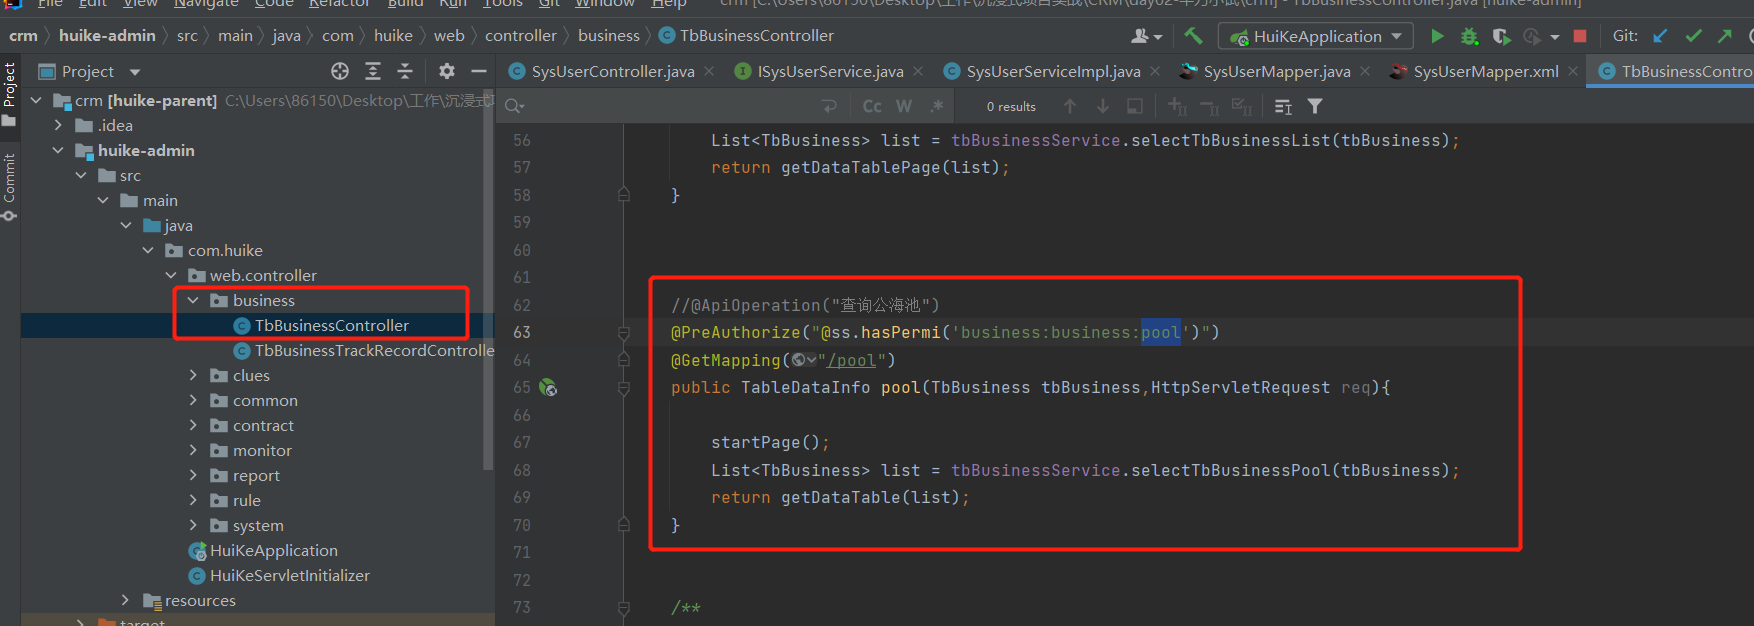 File Edit View Navigate Code Refactor Build Run Tools Git Window Help crm [C:\Users\86150\Desktop\工作\沉浸式项目实战\CRM\day02-牛刀小试\crm] - TbBusinessController.java [huike-admin]
crm huike-admin src main java com huike web controller business TbBusinessController HuiKeApplication Git:
Project SysUserController.java ISysUserService.java SysUserServiceImpl.java SysUserMapper.java SysUserMapper.xml TbBusinessContro
Project
Commit
Cc W .* 0 results
crm [huike-parent] C:\Users\86150\Desktop\工作\沉浸式
.idea
huike-admin
src
main
java
com.huike
web.controller
business
TbBusinessController
TbBusinessTrackRecordControlle
clues
common
contract
monitor
report
rule
system
HuiKeApplication
HuiKeServletInitializer
resources
target
56 List<TbBusiness> list = tbBusinessService.selectTbBusinessList(tbBusiness);
57 return getDataTablePage(list);
58 }
59
60
61
62 //@ApiOperation("查询公海池")
63 @PreAuthorize("@ss.hasPermi('business:business:pool')")
64 @GetMapping("/pool")
65 public TableDataInfo pool(TbBusiness tbBusiness,HttpServletRequest req){
66
67 startPage();
68 List<TbBusiness> list = tbBusinessService.selectTbBusinessPool(tbBusiness);
69 return getDataTable(list);
70 }
71
72
73 /**